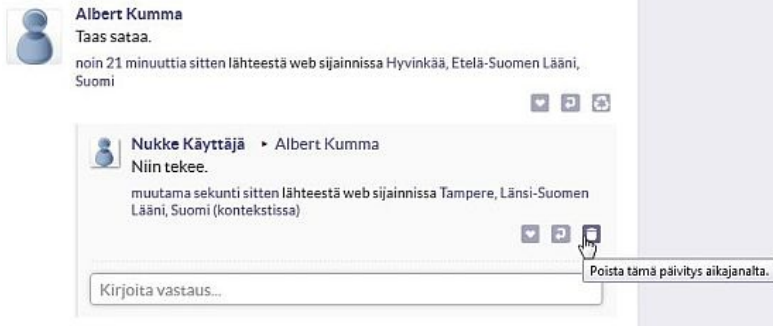 Albert Kumma
Taas sataa.
noin 21 minuuttia sitten lähteestä web sijainnissa Hyvinkää, Etelä-Suomen Lääni,
Suomi
Nukke Käyttäjä ‣ Albert Kumma
Niin tekee.
muutama sekunti sitten lähteestä web sijainnissa Tampere, Länsi-Suomen
Lääni, Suomi (kontekstissa)
Poista tämä päivitys aikajanalta.
Kirjoita vastaus...